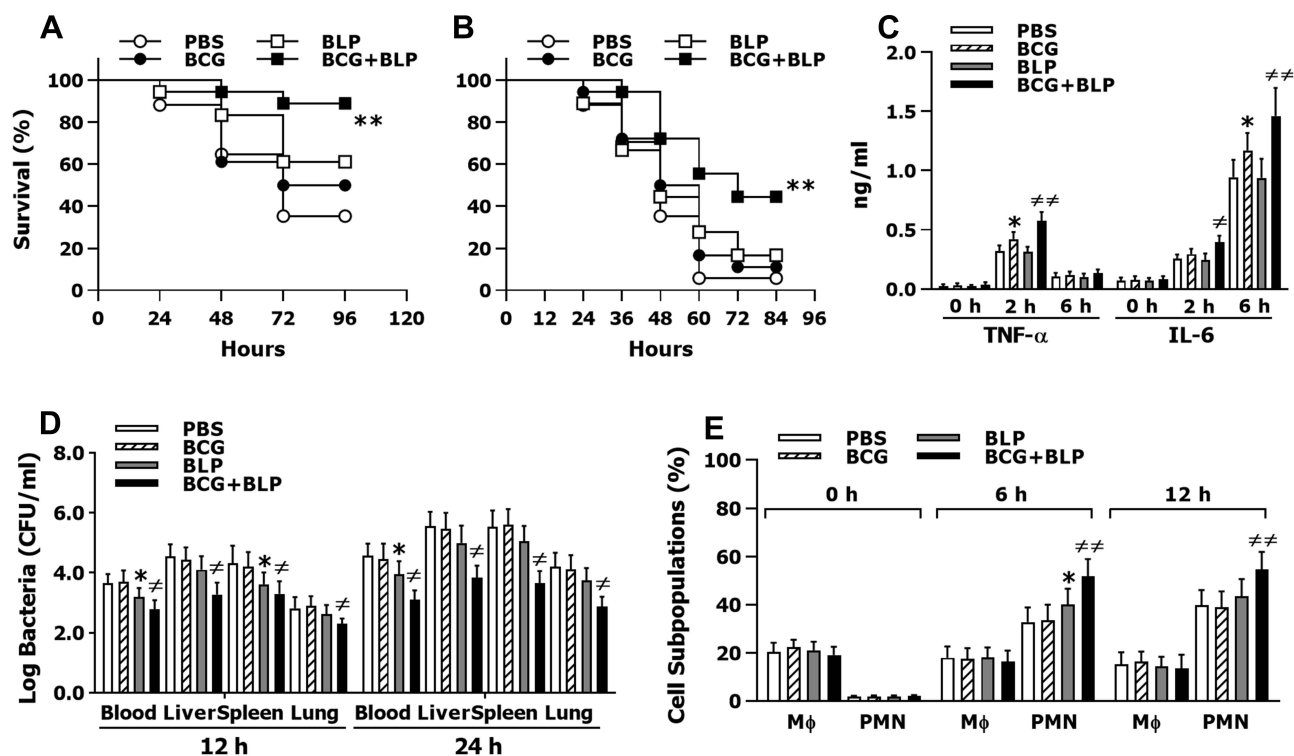 A
PBS BLP
BCG BCG+BLP
Survival (%)
100
80
60
40
20
0
**
0 24 48 72 96 120
Hours
B
PBS BLP
BCG BCG+BLP
100
80
60
40
20
0
**
0 12 24 36 48 60 72 84 96
Hours
C
PBS
BCG
BLP
BCG+BLP
ng/ml
2.0
1.5
1.0
0.5
0.0
* ≠≠ ≠ * ≠≠
0 h 2 h 6 h 0 h 2 h 6 h
TNF-α IL-6
D
PBS
BCG
BLP
BCG+BLP
Log Bacteria (CFU/ml)
8.0
6.0
4.0
2.0
0.0
* ≠ ≠ * ≠ ≠ * ≠ ≠ ≠ ≠
Blood Liver Spleen Lung Blood Liver Spleen Lung
12 h 24 h
E
PBS BLP
BCG BCG+BLP
Cell Subpopulations (%)
100
80
60
40
20
0
0 h 6 h 12 h
* ≠≠ ≠≠
Mϕ PMN Mϕ PMN Mϕ PMN